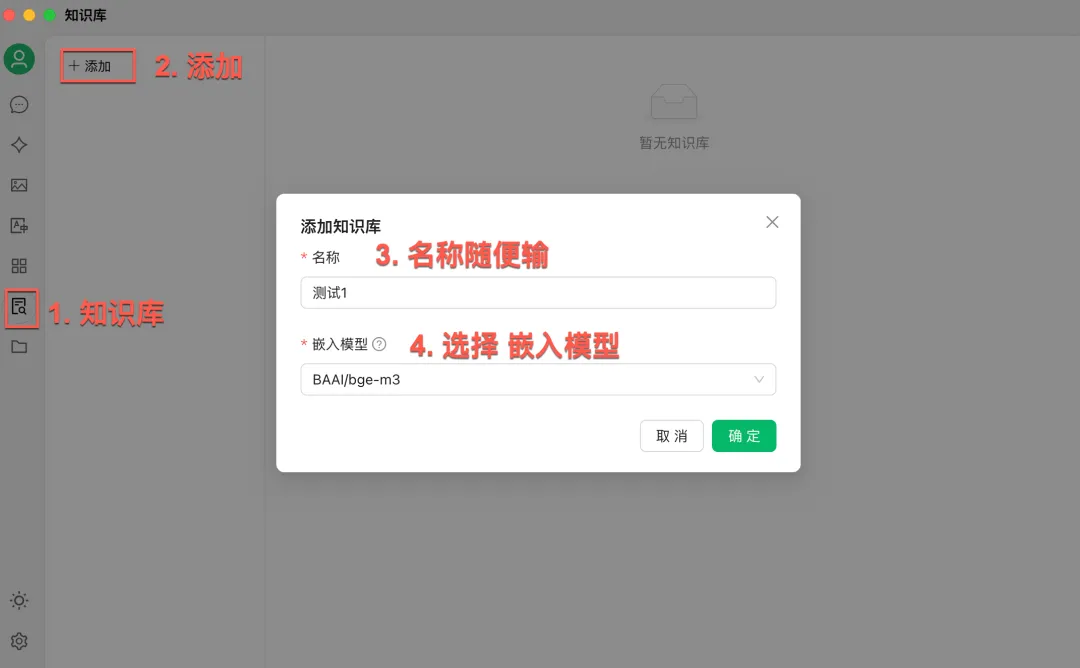 知识库
+ 添加
2. 添加
暂无知识库
添加知识库
* 名称
3. 名称随便输
测试1
1. 知识库
* 嵌入模型 ?
4. 选择 嵌入模型
BAAI/bge-m3
取 消
确 定